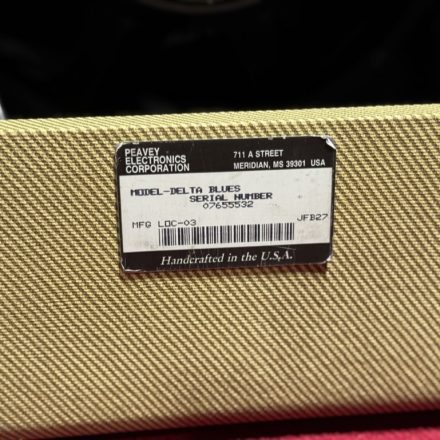 PEAVEY
ELECTRONICS
CORPORATION
711 A STREET
MERIDIAN, MS 39301 USA
MODEL-DELTA BLUES
SERIAL NUMBER
07655532
MFG LOC-03
JFB27
Handcrafted in the U.S.A.